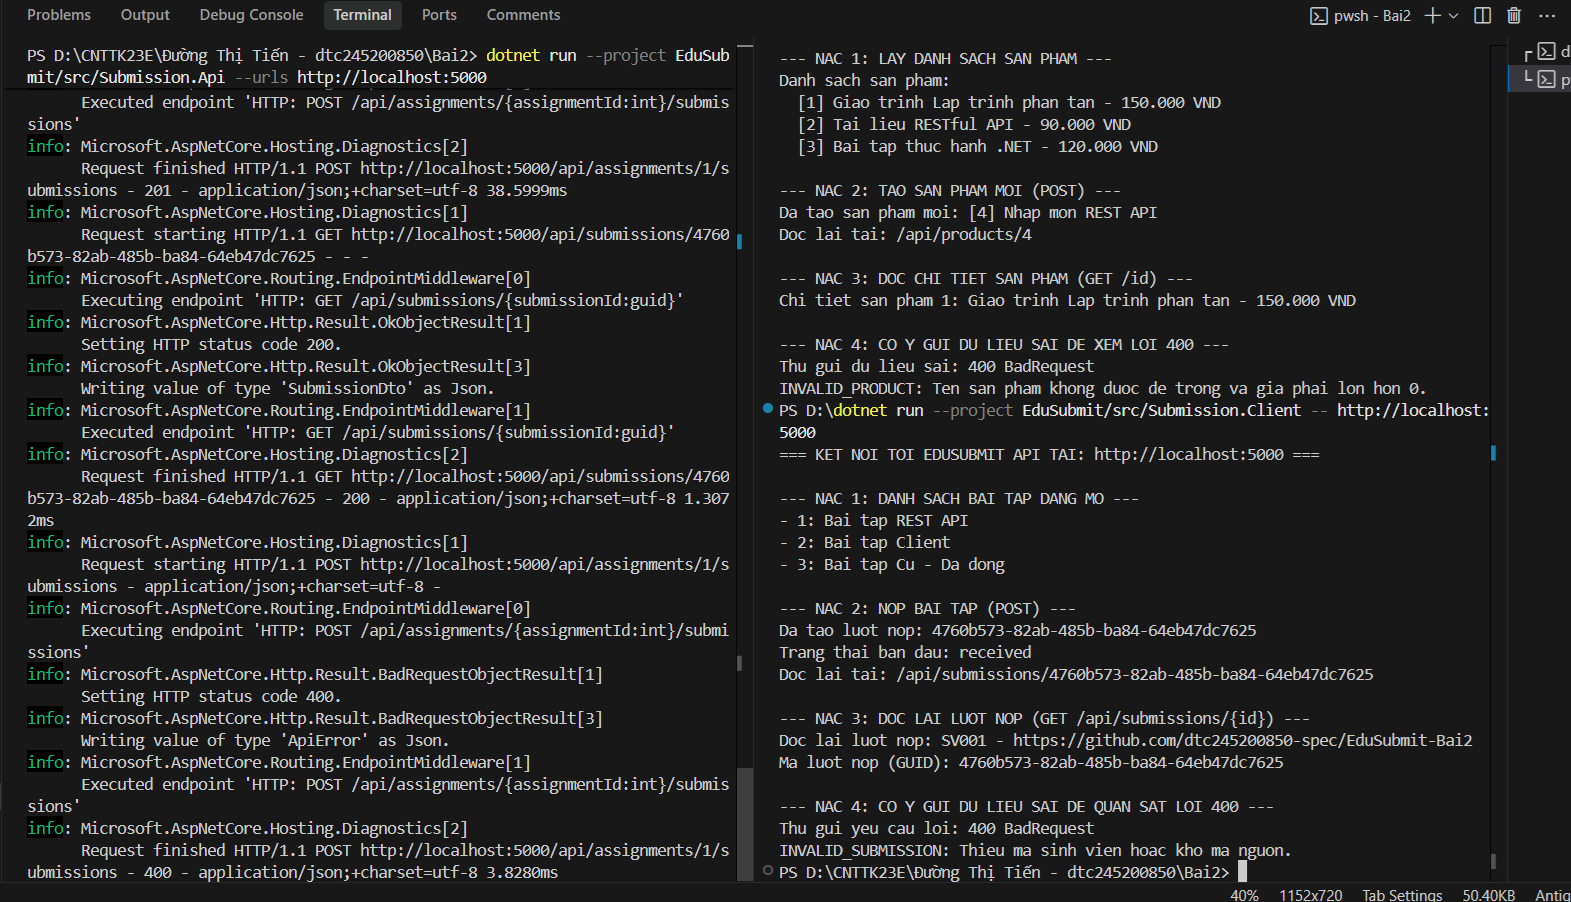 Problems Output Debug Console Terminal Ports Comments
pwsh - Bai2
PS D:\CNTTK23E\Đường Thị Tiến - dtc245200850\Bai2> dotnet run --project EduSub
mit/src/Submission.Api --urls http://localhost:5000
Executed endpoint 'HTTP: POST /api/assignments/{assignmentId:int}/submis
sions'
info: Microsoft.AspNetCore.Hosting.Diagnostics[2]
Request finished HTTP/1.1 POST http://localhost:5000/api/assignments/1/s
ubmissions - 201 - application/json;+charset=utf-8 38.5999ms
info: Microsoft.AspNetCore.Hosting.Diagnostics[1]
Request starting HTTP/1.1 GET http://localhost:5000/api/submissions/4760
b573-82ab-485b-ba84-64eb47dc7625 - - -
info: Microsoft.AspNetCore.Routing.EndpointMiddleware[0]
Executing endpoint 'HTTP: GET /api/submissions/{submissionId:guid}'
info: Microsoft.AspNetCore.Http.Result.OkObjectResult[1]
Setting HTTP status code 200.
info: Microsoft.AspNetCore.Http.Result.OkObjectResult[3]
Writing value of type 'SubmissionDto' as Json.
info: Microsoft.AspNetCore.Routing.EndpointMiddleware[1]
Executed endpoint 'HTTP: GET /api/submissions/{submissionId:guid}'
info: Microsoft.AspNetCore.Hosting.Diagnostics[2]
Request finished HTTP/1.1 GET http://localhost:5000/api/submissions/4760
b573-82ab-485b-ba84-64eb47dc7625 - 200 - application/json;+charset=utf-8 1.307
2ms
info: Microsoft.AspNetCore.Hosting.Diagnostics[1]
Request starting HTTP/1.1 POST http://localhost:5000/api/assignments/1/s
ubmissions - application/json;+charset=utf-8 -
info: Microsoft.AspNetCore.Routing.EndpointMiddleware[0]
Executing endpoint 'HTTP: POST /api/assignments/{assignmentId:int}/submi
ssions'
info: Microsoft.AspNetCore.Http.Result.BadRequestObjectResult[1]
Setting HTTP status code 400.
info: Microsoft.AspNetCore.Http.Result.BadRequestObjectResult[3]
Writing value of type 'ApiError' as Json.
info: Microsoft.AspNetCore.Routing.EndpointMiddleware[1]
Executed endpoint 'HTTP: POST /api/assignments/{assignmentId:int}/submis
sions'
info: Microsoft.AspNetCore.Hosting.Diagnostics[2]
Request finished HTTP/1.1 POST http://localhost:5000/api/assignments/1/s
ubmissions - 400 - application/json;+charset=utf-8 3.8280ms
--- NAC 1: LAY DANH SACH SAN PHAM ---
Danh sach san pham:
[1] Giao trinh Lap trinh phan tan - 150.000 VND
[2] Tai lieu RESTful API - 90.000 VND
[3] Bai tap thuc hanh .NET - 120.000 VND
--- NAC 2: TAO SAN PHAM MOI (POST) ---
Da tao san pham moi: [4] Nhap mon REST API
Doc lai tai: /api/products/4
--- NAC 3: DOC CHI TIET SAN PHAM (GET /id) ---
Chi tiet san pham 1: Giao trinh Lap trinh phan tan - 150.000 VND
--- NAC 4: CO Y GUI DU LIEU SAI DE XEM LOI 400 ---
Thu gui du lieu sai: 400 BadRequest
INVALID_PRODUCT: Ten san pham khong duoc de trong va gia phai lon hon 0.
PS D:\dotnet run --project EduSubmit/src/Submission.Client -- http://localhost:
5000
=== KET NOI TOI EDUSUBMIT API TAI: http://localhost:5000 ===
--- NAC 1: DANH SACH BAI TAP DANG MO ---
- 1: Bai tap REST API
- 2: Bai tap Client
- 3: Bai tap Cu - Da dong
--- NAC 2: NOP BAI TAP (POST) ---
Da tao luot nop: 4760b573-82ab-485b-ba84-64eb47dc7625
Trang thai ban dau: received
Doc lai tai: /api/submissions/4760b573-82ab-485b-ba84-64eb47dc7625
--- NAC 3: DOC LAI LUOT NOP (GET /api/submissions/{id}) ---
Doc lai luot nop: SV001 - https://github.com/dtc245200850-spec/EduSubmit-Bai2
Ma luot nop (GUID): 4760b573-82ab-485b-ba84-64eb47dc7625
--- NAC 4: CO Y GUI DU LIEU SAI DE QUAN SAT LOI 400 ---
Thu gui yeu cau loi: 400 BadRequest
INVALID_SUBMISSION: Thieu ma sinh vien hoac kho ma nguon.
PS D:\CNTTK23E\Đường Thị Tiến - dtc245200850\Bai2>
40% 1152x720 Tab Settings 50.40KB Antig